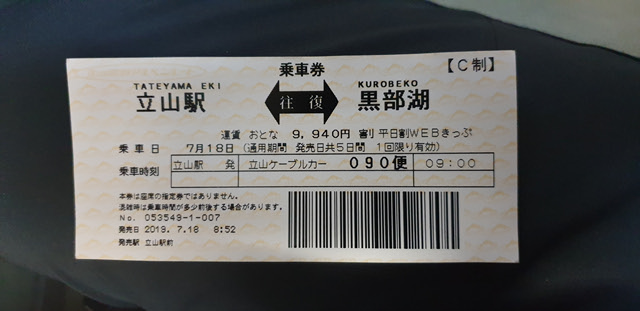 乗車券
【C制】
TATEYAMA EKI
KUROBEKO
立山駅
往復
黒部湖
運賃 おとな 9,940円 割 平日割WEBきっぷ
乗車日 7月18日 (通用期間 発売日共5日間 1回限り有効)
乗車時刻 立山駅 発 立山ケーブルカー 090便 09:00
本券は座席の指定券ではありません。
混雑時は乗車時間が多少前後する場合があります。
No. 053549-1-007
発売日 2019. 7.18 8:52
発売駅 立山駅前